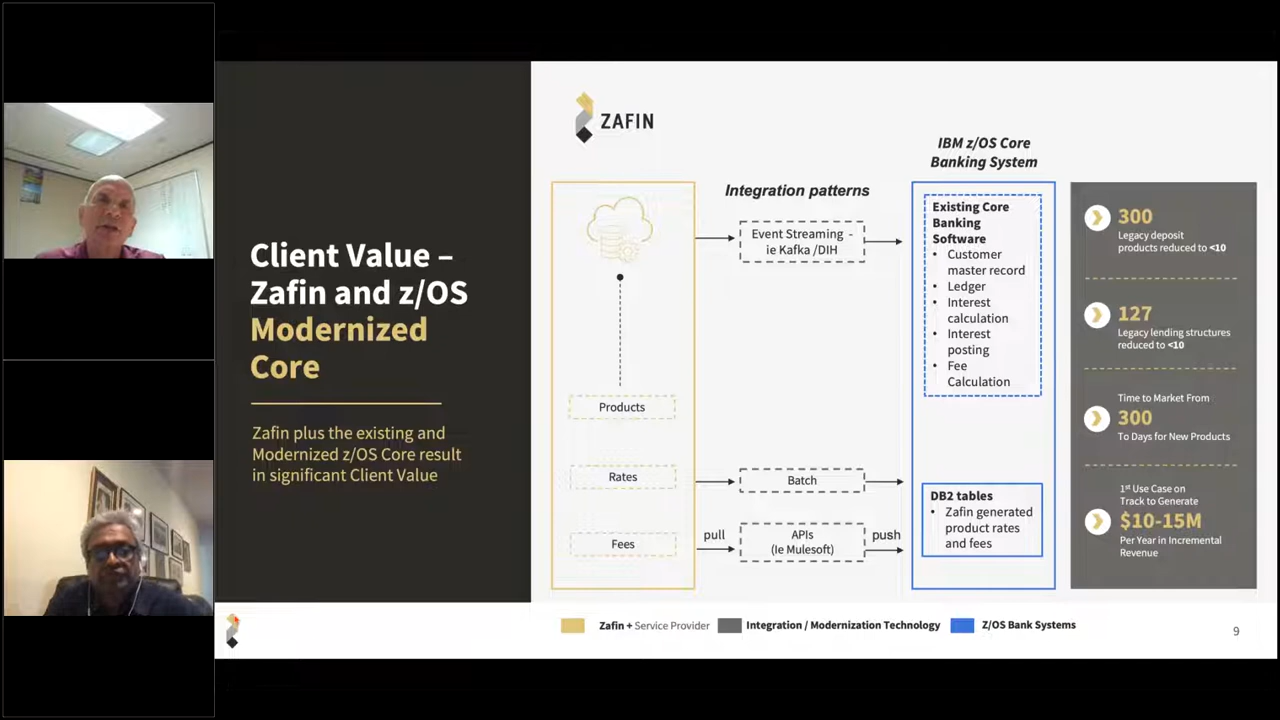 Client Value –
Zafin and z/OS
Modernized
Core
Zafin plus the existing and
Modernized z/OS Core result
in significant Client Value
ZAFIN
Products
Rates
Fees
Integration patterns
Event Streaming -
ie Kafka /DIH
Batch
pull
APIs
(Ie Mulesoft)
push
IBM z/OS Core
Banking System
Existing Core
Banking
Software
• Customer
master record
• Ledger
• Interest
calculation
• Interest
posting
• Fee
Calculation
DB2 tables
• Zafin generated
product rates
and fees
300
Legacy deposit
products reduced to <10
127
Legacy lending structures
reduced to <10
Time to Market From
300
To Days for New Products
1st Use Case on
Track to Generate
$10-15M
Per Year in Incremental
Revenue
Zafin + Service Provider
Integration / Modernization Technology
Z/OS Bank Systems
9